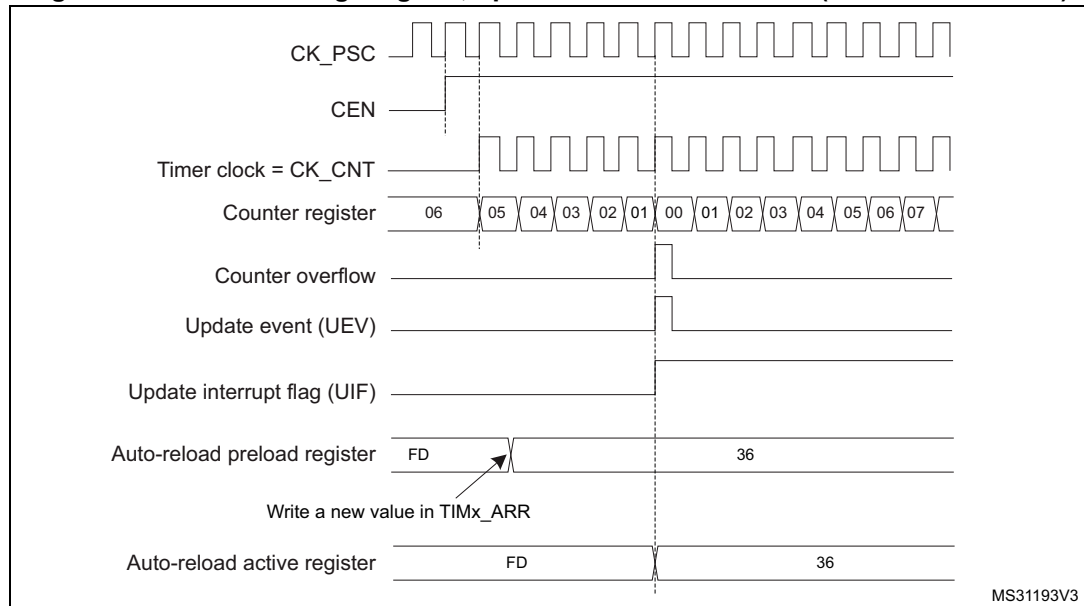 CK_PSC
CEN
Timer clock = CK_CNT
Counter register 06 05 04 03 02 01 00 01 02 03 04 05 06 07
Counter overflow
Update event (UEV)
Update interrupt flag (UIF)
Auto-reload preload register FD 36
Write a new value in TIMx_ARR
Auto-reload active register FD 36
MS31193V3